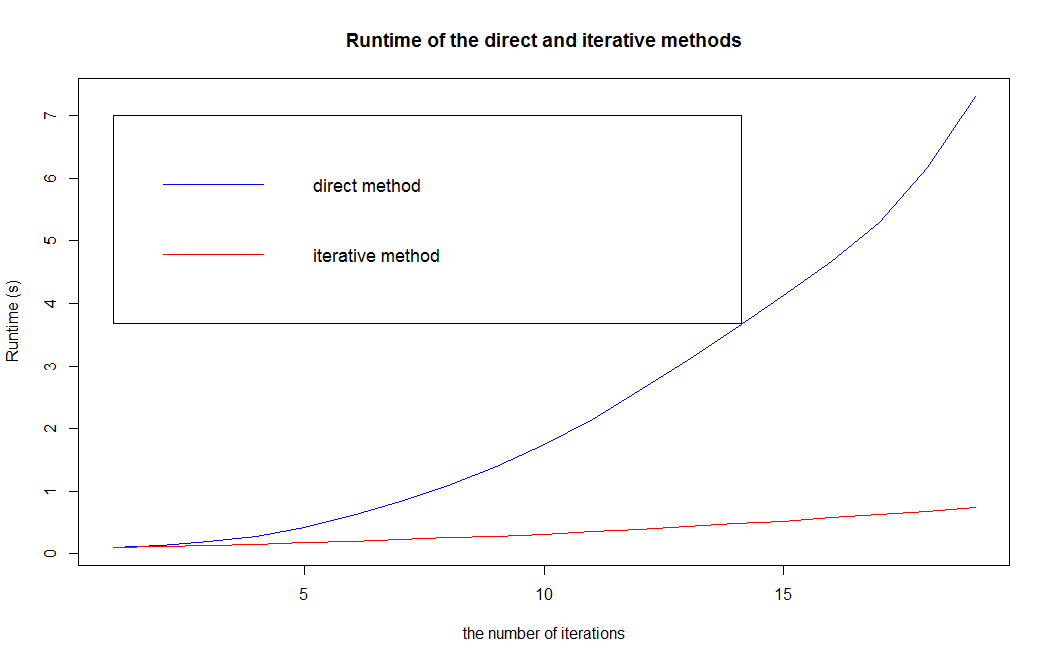 Runtime of the direct and iterative methods
7
6
5
4
3
2
1
0
Runtime (s)
direct method
iterative method
5 10 15
the number of iterations